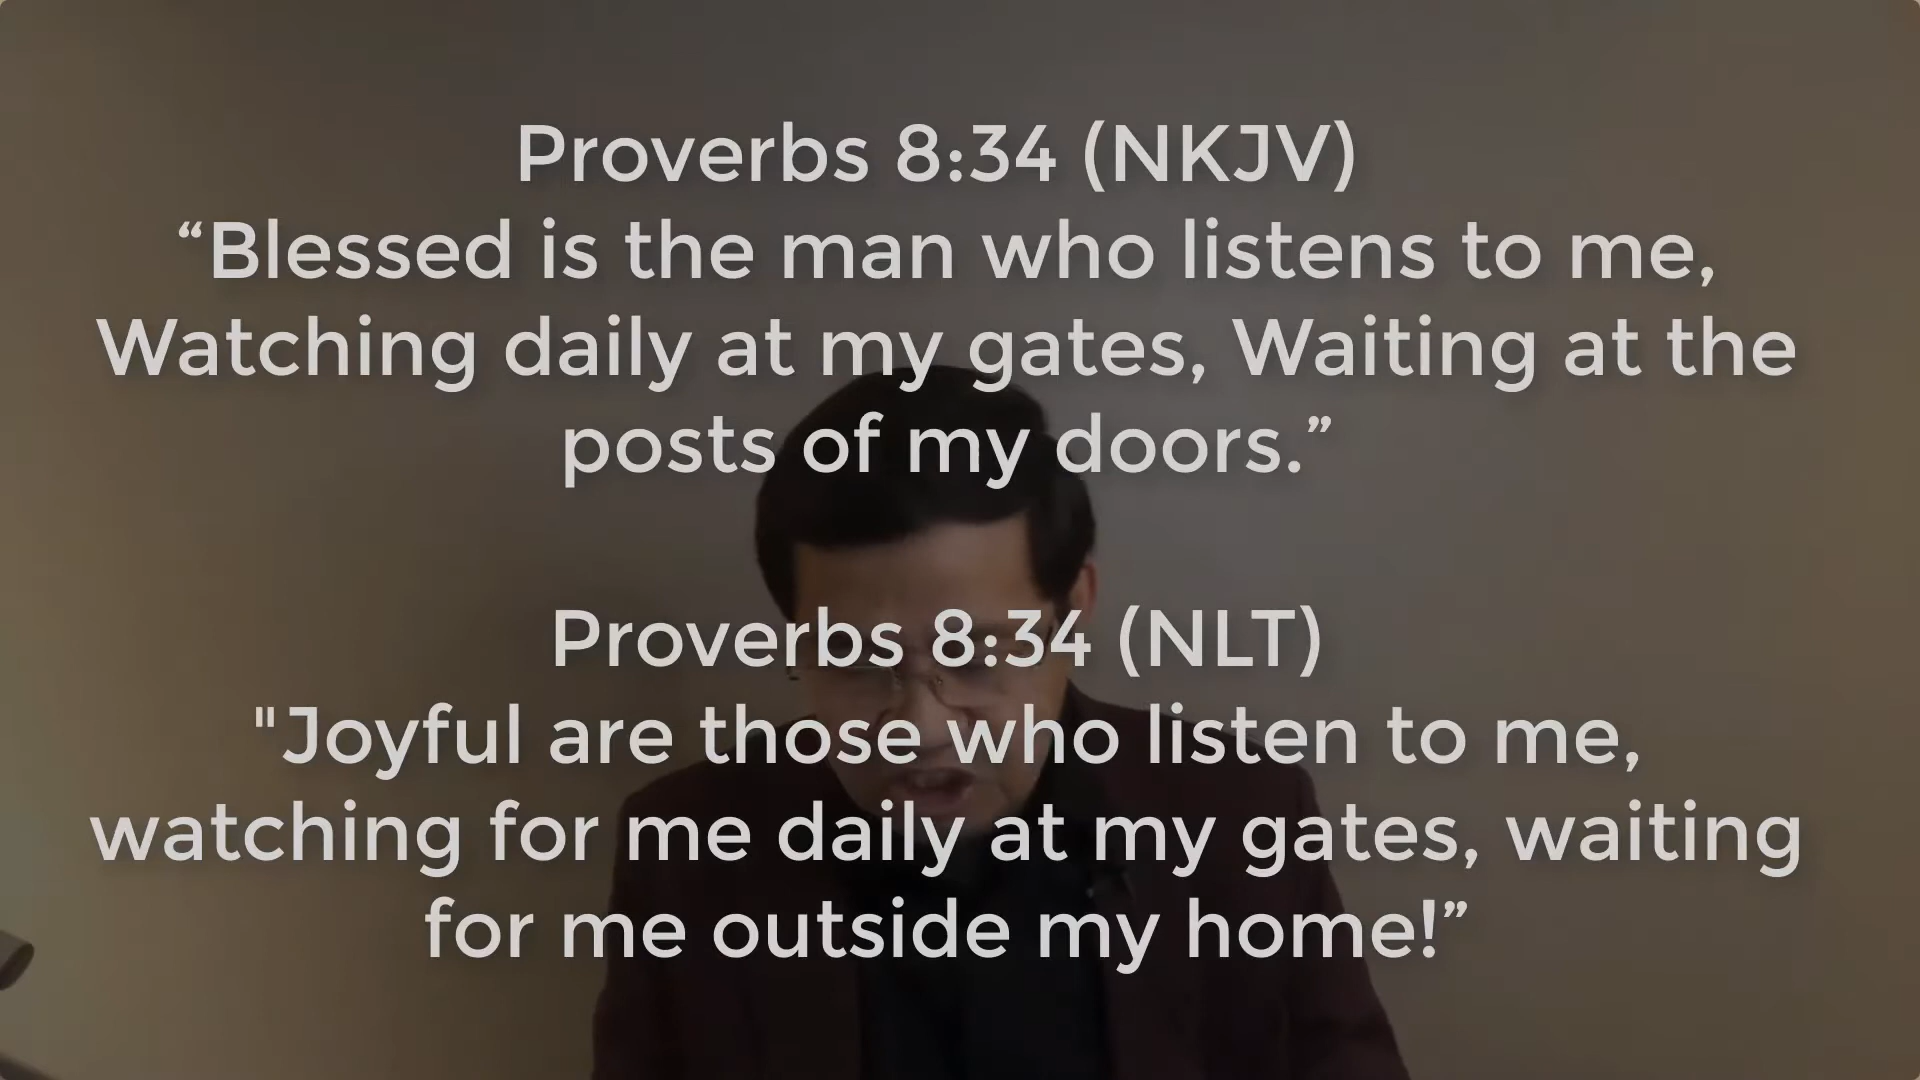 Proverbs 8:34 (NKJV)
“Blessed is the man who listens to me,
Watching daily at my gates, Waiting at the
posts of my doors.”
Proverbs 8:34 (NLT)
"Joyful are those who listen to me,
watching for me daily at my gates, waiting
for me outside my home!”